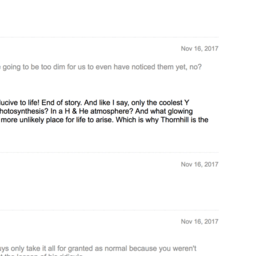 Nov 16, 2017
going to be too dim for us to even have noticed them yet, no?
ucive to life! End of story. And like I say, only the coolest Y
hotosynthesis? In a H & He atmosphere? And what glowing
more unlikely place for life to arise. Which is why Thornhill is the
Nov 16, 2017
Nov 16, 2017
ys only take it all for granted as normal because you weren't